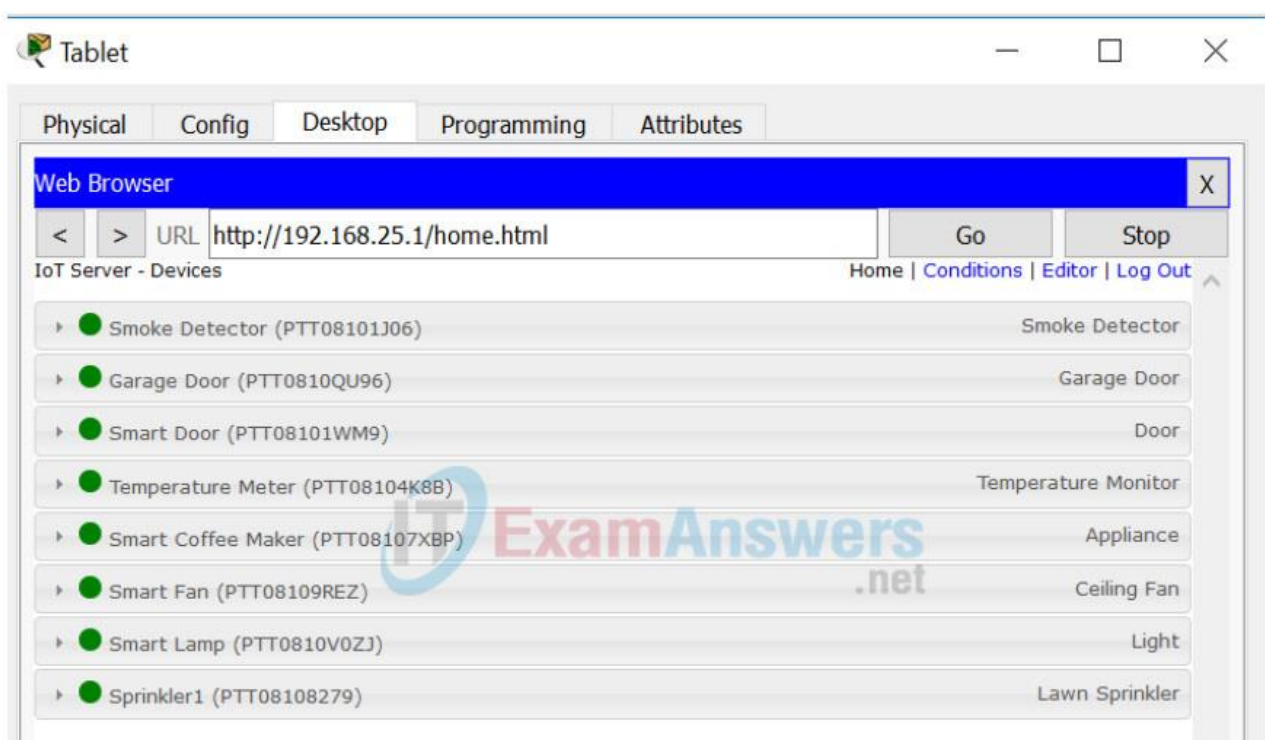 Tablet
Physical Config Desktop Programming Attributes
Web Browser X
< > URL http://192.168.25.1/home.html Go Stop
IoT Server - Devices Home | Conditions | Editor | Log Out
Smoke Detector (PTT08101J06) Smoke Detector
Garage Door (PTT0810QU96) Garage Door
Smart Door (PTT08101WM9) Door
Temperature Meter (PTT08104K8B) Temperature Monitor
Smart Coffee Maker (PTT08107XBP) Appliance
ITExamAnswers
.net
Smart Fan (PTT08109REZ) Ceiling Fan
Smart Lamp (PTT0810V0ZJ) Light
Sprinkler1 (PTT08108279) Lawn Sprinkler